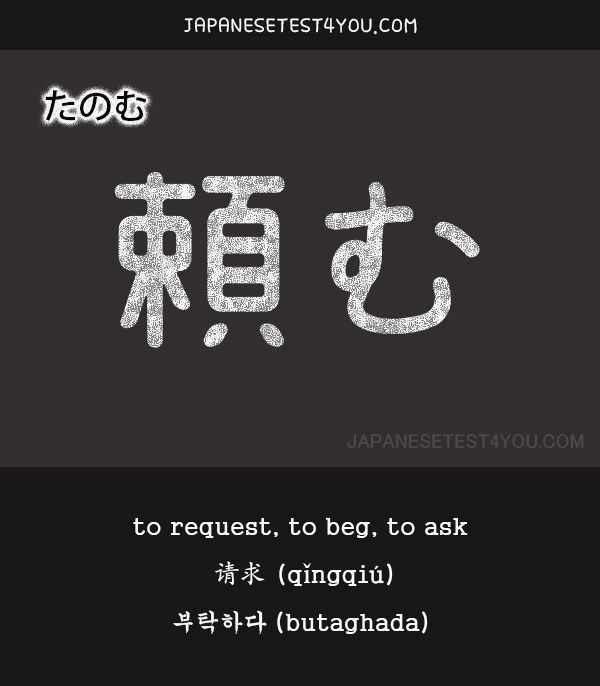 JAPANESETEST4YOU.COM
たのむ
頼む
JAPANESETEST4YOU.COM
to request, to beg, to ask
请求 (qǐngqiú)
부탁하다 (butaghada)